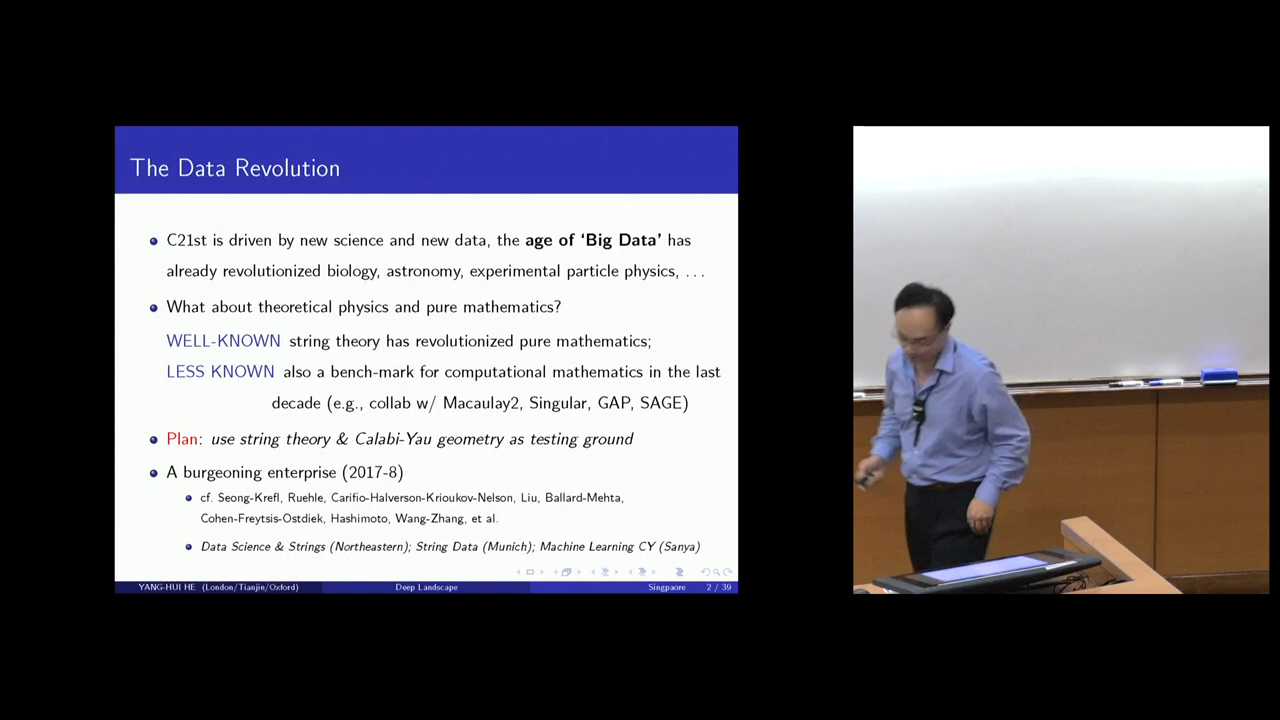 The Data Revolution
C21st is driven by new science and new data, the age of ‘Big Data’ has
already revolutionized biology, astronomy, experimental particle physics, ...
What about theoretical physics and pure mathematics?
WELL-KNOWN string theory has revolutionized pure mathematics;
LESS KNOWN also a bench-mark for computational mathematics in the last
decade (e.g., collab w/ Macaulay2, Singular, GAP, SAGE)
Plan: use string theory & Calabi-Yau geometry as testing ground
A burgeoning enterprise (2017-8)
cf. Seong-Krefl, Ruehle, Carifio-Halverson-Krioukov-Nelson, Liu, Ballard-Mehta,
Cohen-Freytsis-Ostdiek, Hashimoto, Wang-Zhang, et al.
Data Science & Strings (Northeastern); String Data (Munich); Machine Learning CY (Sanya)
YANG-HUI HE (London/Tianjin/Oxford) Deep Landscape Singpaore 2 / 39